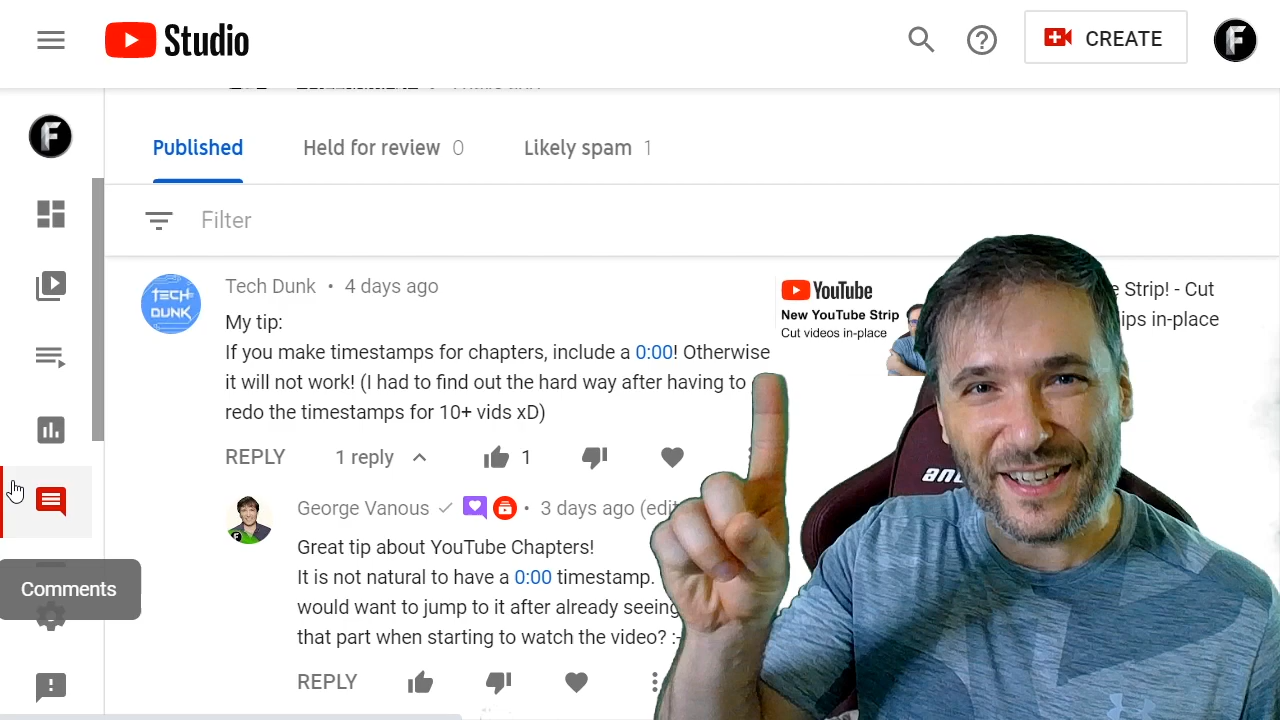 Studio
CREATE
Published
Held for review 0
Likely spam 1
Filter
Tech Dunk • 4 days ago
My tip:
If you make timestamps for chapters, include a 0:00! Otherwise
it will not work! (I had to find out the hard way after having to
redo the timestamps for 10+ vids xD)
REPLY
1 reply
1
TECH
DUNK
YouTube
New YouTube Strip
Cut videos in-place
e Strip! - Cut
ips in-place
George Vanous
• 3 days ago (edit
Great tip about YouTube Chapters!
It is not natural to have a 0:00 timestamp.
would want to jump to it after already seeing
that part when starting to watch the video? :-
REPLY
Comments